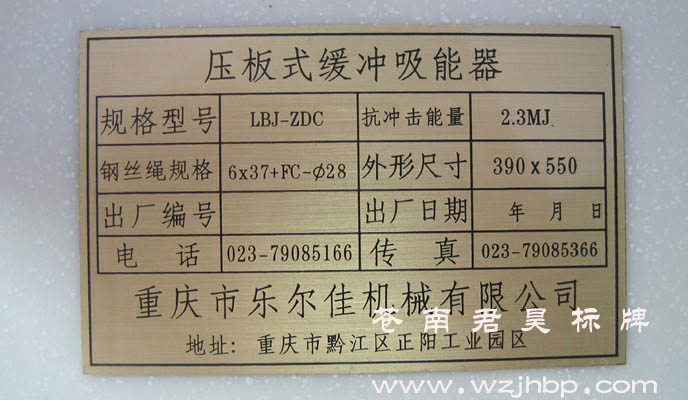 压板式缓冲吸能器
规格型号 LBJ-ZDC 抗冲击能量 2.3MJ
钢丝绳规格 6x37+FC-Φ28 外形尺寸 390x550
出厂编号 出厂日期 年 月 日
电 话 023-79085166 传 真 023-79085366
重庆市乐尔佳机械有限公司
苍南君昊标牌
地址: 重庆市黔江区正阳工业园区
www.wzjhbp.com